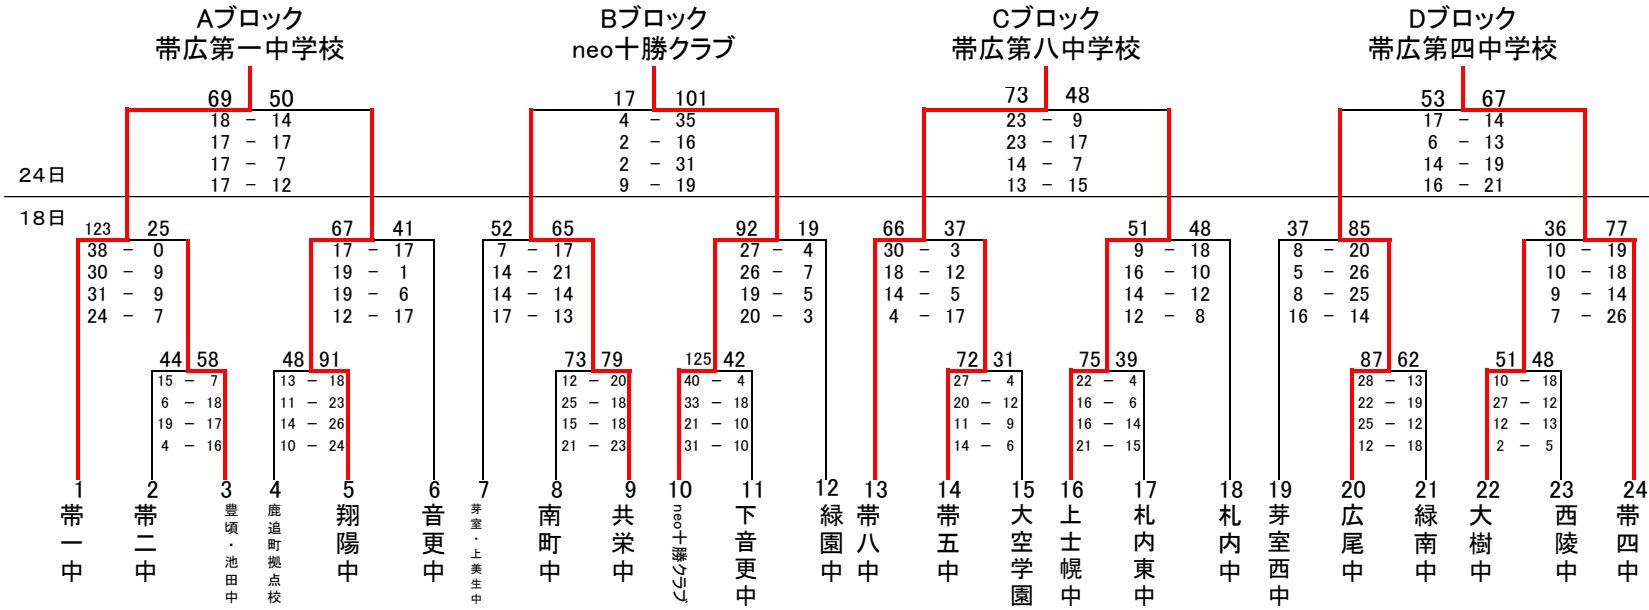 Aブロック Bブロック Cブロック Dブロック
帯広第一中学校 neo十勝クラブ 帯広第八中学校 帯広第四中学校
69 50 17 101 73 48 53 67
18 - 14 4 - 35 23 - 9 17 - 14
17 - 17 2 - 16 23 - 17 6 - 13
17 - 7 2 - 31 14 - 7 14 - 19
17 - 12 9 - 19 13 - 15 16 - 21
24日
18日
123 25 67 41 52 65 92 19 66 37 51 48 37 85 36 77
38 - 0 17 - 17 7 - 17 27 - 4 30 - 3 9 - 18 8 - 20 10 - 19
30 - 9 19 - 1 14 - 21 26 - 7 18 - 12 16 - 10 5 - 26 10 - 18
31 - 9 19 - 6 14 - 14 19 - 5 14 - 5 14 - 12 8 - 25 9 - 14
24 - 7 12 - 17 17 - 13 20 - 3 4 - 17 12 - 8 16 - 14 7 - 26
44 58 48 91 73 79 125 42 72 31 75 39 87 62 51 48
15 - 7 13 - 18 12 - 20 40 - 4 27 - 4 22 - 4 28 - 13 10 - 18
6 - 18 11 - 23 25 - 18 33 - 18 20 - 12 16 - 6 22 - 19 27 - 12
19 - 17 14 - 26 15 - 18 21 - 10 11 - 9 16 - 14 25 - 12 12 - 13
4 - 16 10 - 24 21 - 23 31 - 10 14 - 6 21 - 15 12 - 18 2 - 5
1 2 3 4 5 6 7 8 9 10 11 12 13 14 15 16 17 18 19 20 21 22 23 24
帯一中
帯二中
豊頃・池田中
鹿追町拠点校
翔陽中
音更中
芽室・上美生中
南町中
共栄中
neo十勝クラブ
下音更中
緑園中
帯八中
帯五中
大空学園
上士幌中
札内東中
札内中
芽室西中
広尾中
緑南中
大樹中
西陵中
帯四中